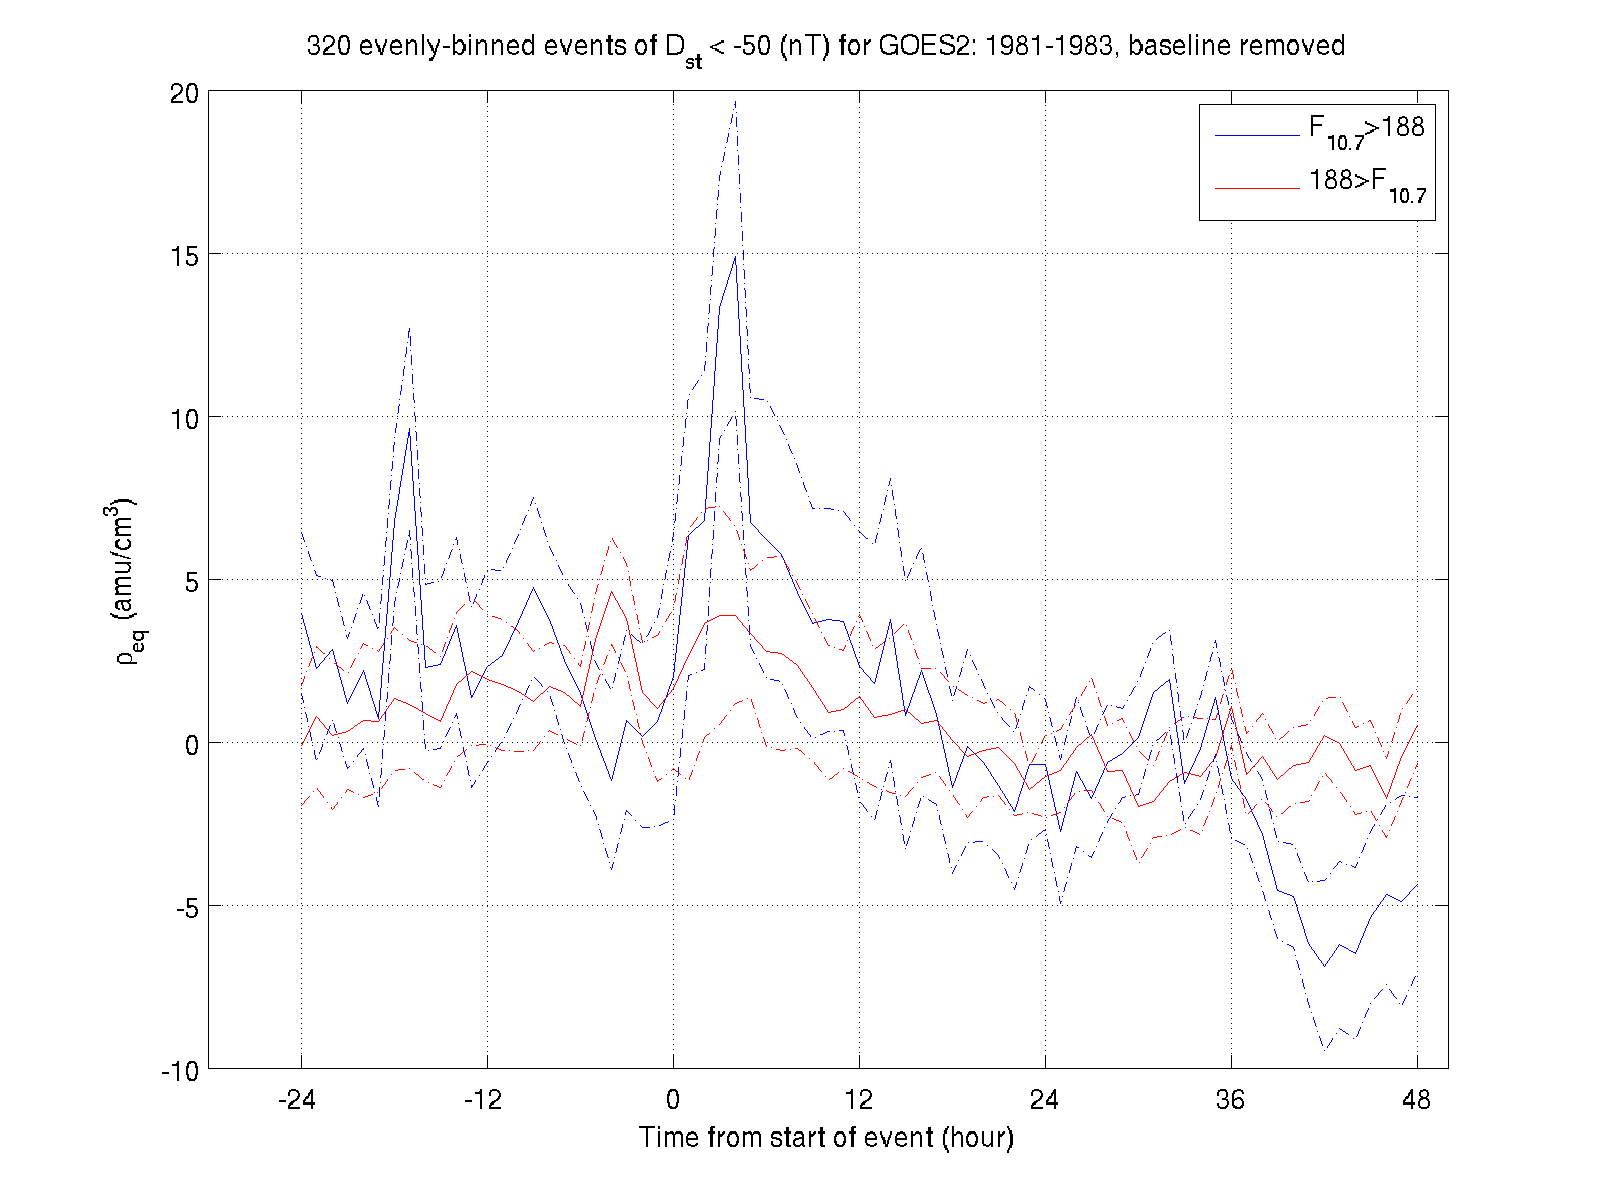 320 evenly-binned events of D_st < -50 (nT) for GOES2: 1981-1983, baseline removed
F_10.7>188
188>F_10.7
20
15
10
5
0
-5
-10
ρ_eq (amu/cm^3)
-24 -12 0 12 24 36 48
Time from start of event (hour)